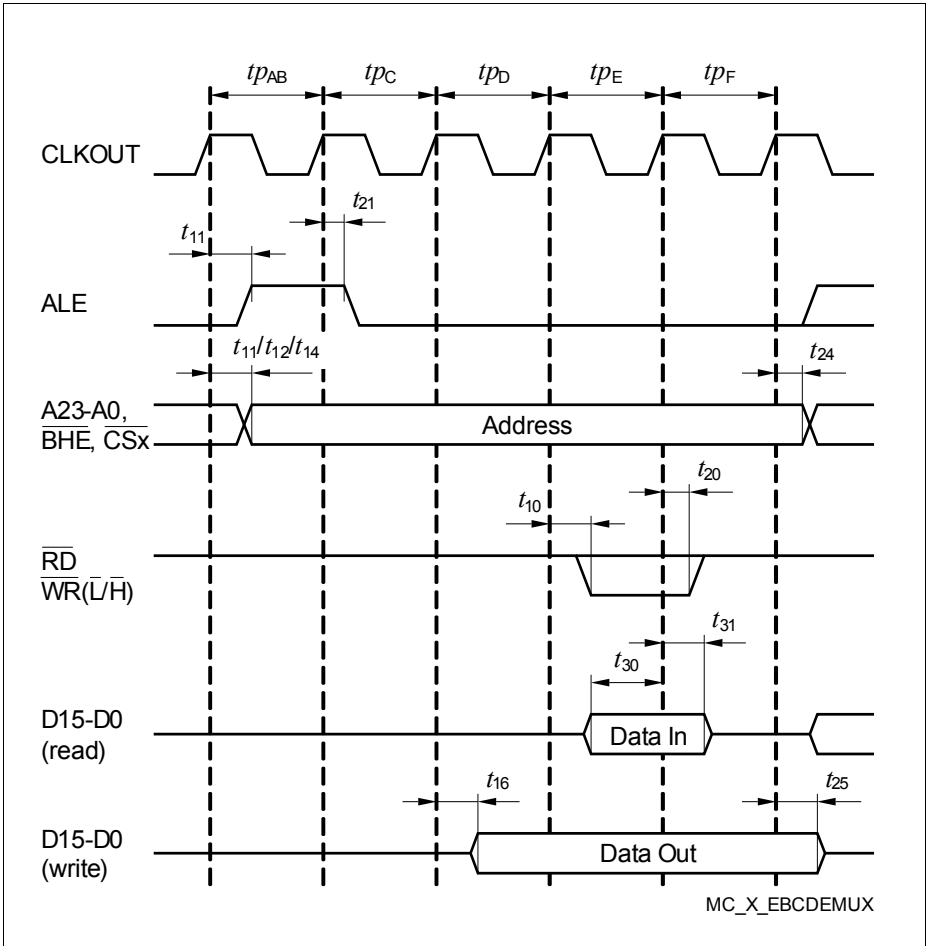 tpAB tpC tpD tpE tpF
CLKOUT
t21
t11
ALE
t11/t12/t14
t24
A23-A0,
BHE, CSx
Address
t20
t10
RD
WR(L/H)
t31
t30
D15-D0
(read)
Data In
t16
t25
D15-D0
(write)
Data Out
MC_X_EBCDEMUX